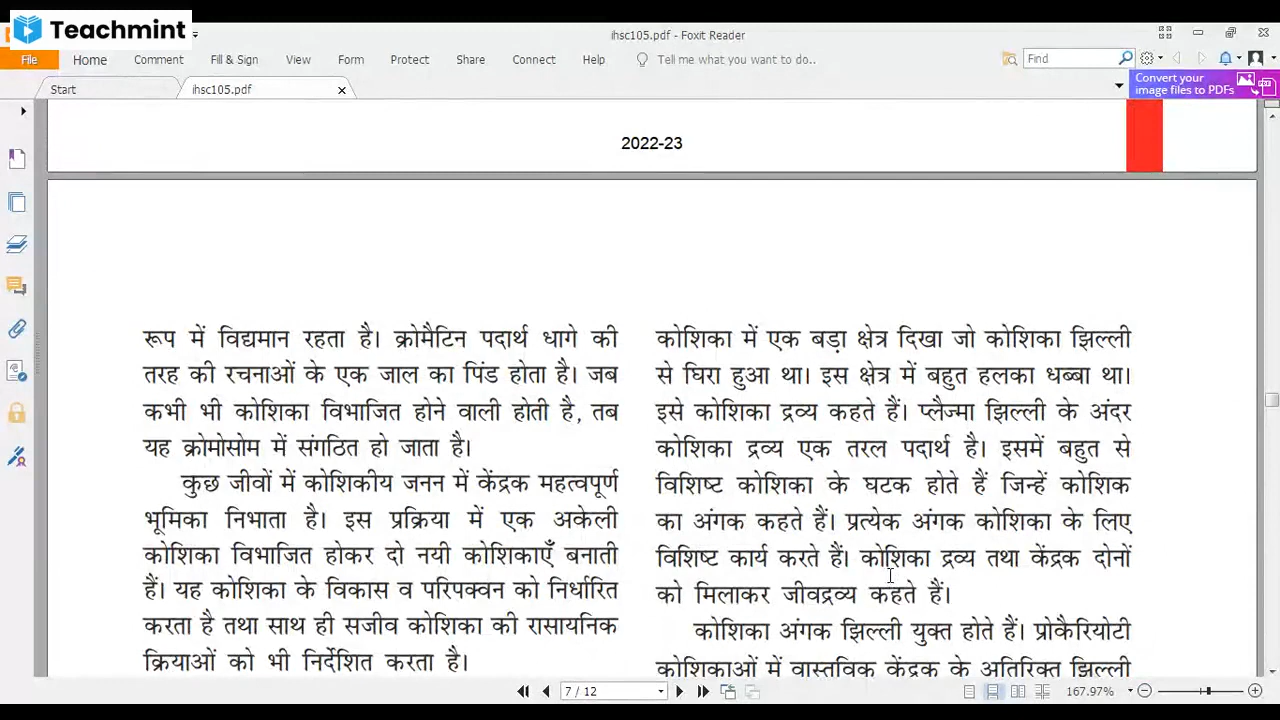 Teachmint
ihsc105.pdf - Foxit Reader
File Home Comment Fill & Sign View Form Protect Share Connect Help Tell me what you want to do.. Find
Start ihsc105.pdf
Convert your
image files to PDFs
2022-23
रूप में विद्यमान रहता है। क्रोमैटिन पदार्थ धागे की
तरह की रचनाओं के एक जाल का पिंड होता है। जब
कभी भी कोशिका विभाजित होने वाली होती है, तब
यह क्रोमोसोम में संगठित हो जाता है।
कुछ जीवों में कोशिकीय जनन में केंद्रक महत्वपूर्ण
भूमिका निभाता है। इस प्रक्रिया में एक अकेली
कोशिका विभाजित होकर दो नयी कोशिकाएँ बनाती
हैं। यह कोशिका के विकास व परिपक्वन को निर्धारित
करता है तथा साथ ही सजीव कोशिका की रासायनिक
क्रियाओं को भी निर्देशित करता है।
कोशिका में एक बड़ा क्षेत्र दिखा जो कोशिका झिल्ली
से घिरा हुआ था। इस क्षेत्र में बहुत हलका धब्बा था।
इसे कोशिका द्रव्य कहते हैं। प्लैज्मा झिल्ली के अंदर
कोशिका द्रव्य एक तरल पदार्थ है। इसमें बहुत से
विशिष्ट कोशिका के घटक होते हैं जिन्हें कोशिक
का अंगक कहते हैं। प्रत्येक अंगक कोशिका के लिए
विशिष्ट कार्य करते हैं। कोशिका द्रव्य तथा केंद्रक दोनों
को मिलाकर जीवद्रव्य कहते हैं।
कोशिका अंगक झिल्ली युक्त होते हैं। प्रोकैरियोटी
कोशिकाओं में वास्तविक केंद्रक के अतिरिक्त झिल्ली
7 / 12
167.97%